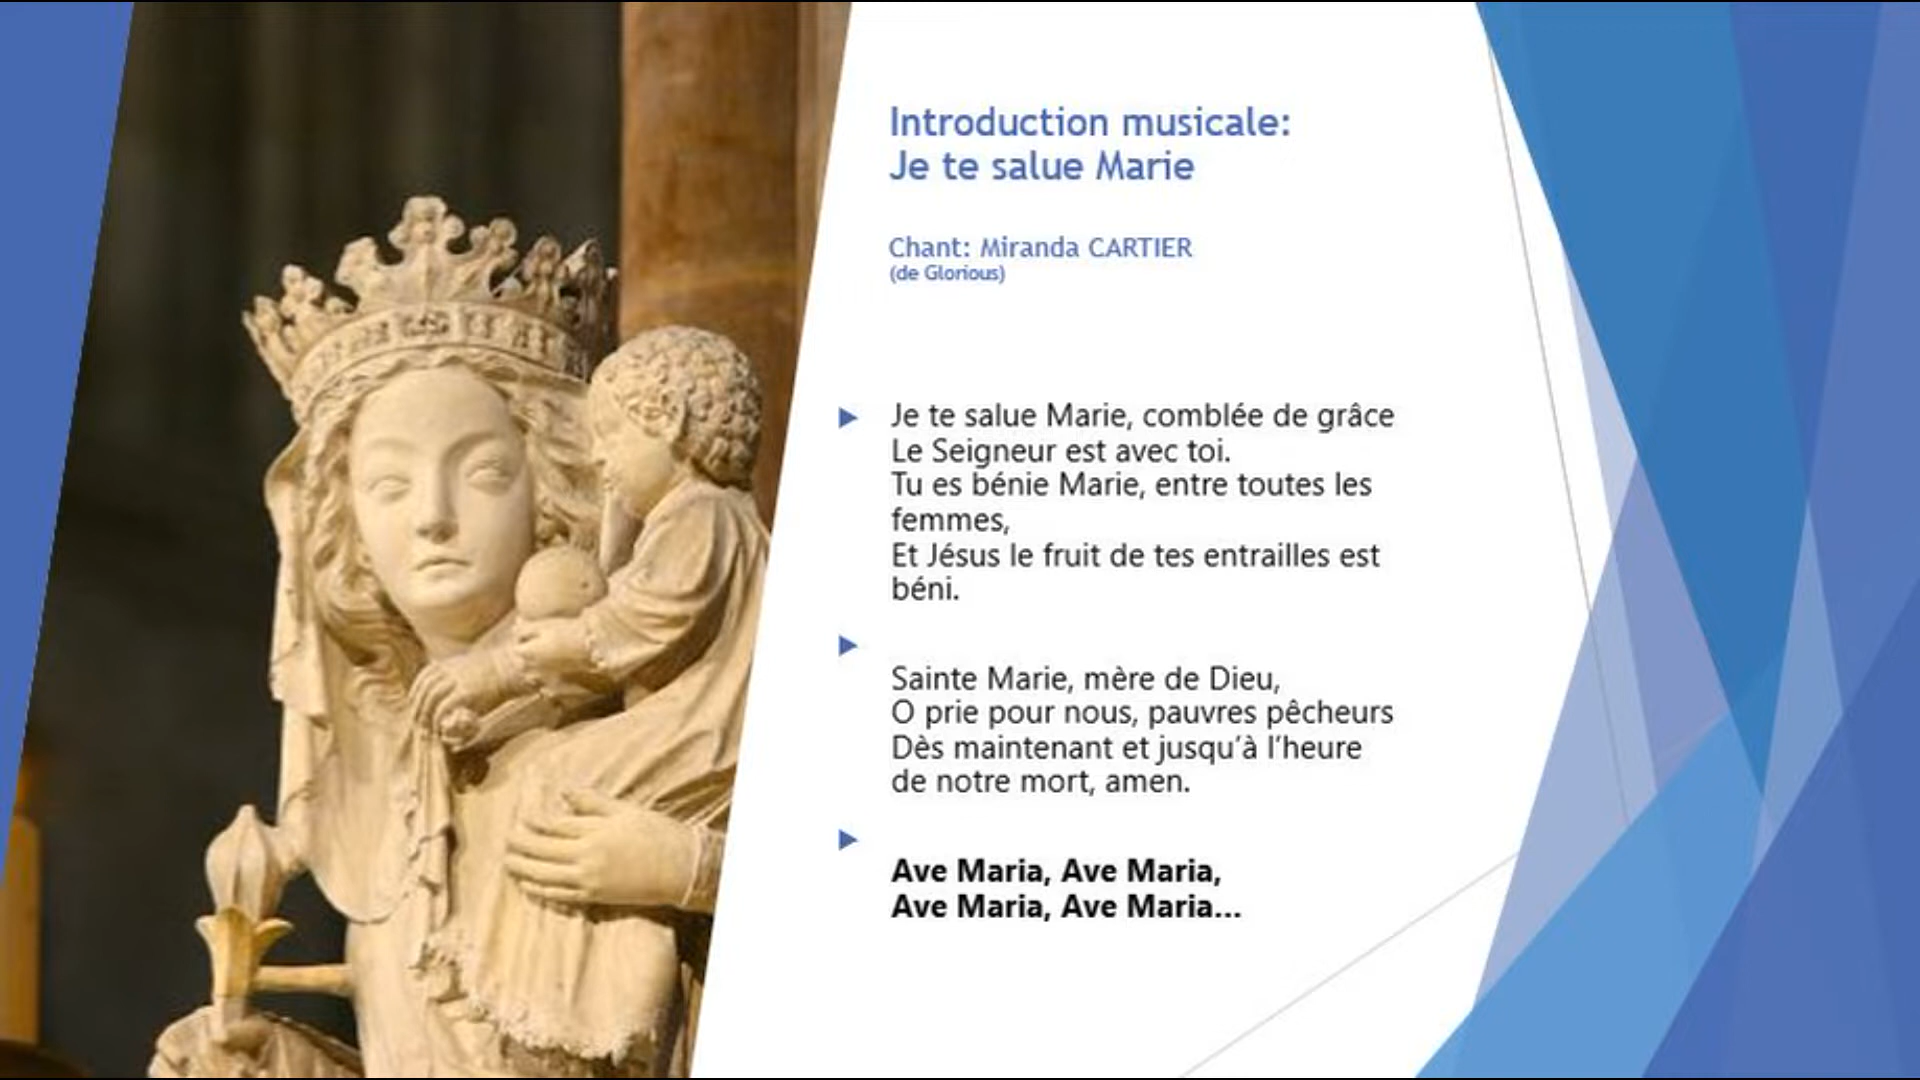 Introduction musicale:
Je te salue Marie
Chant: Miranda CARTIER
(de Glorious)
Je te salue Marie, comblée de grâce
Le Seigneur est avec toi.
Tu es bénie Marie, entre toutes les
femmes,
Et Jésus le fruit de tes entrailles est
béni.
Sainte Marie, mère de Dieu,
O prie pour nous, pauvres pêcheurs
Dès maintenant et jusqu’à l’heure
de notre mort, amen.
Ave Maria, Ave Maria,
Ave Maria, Ave Maria...